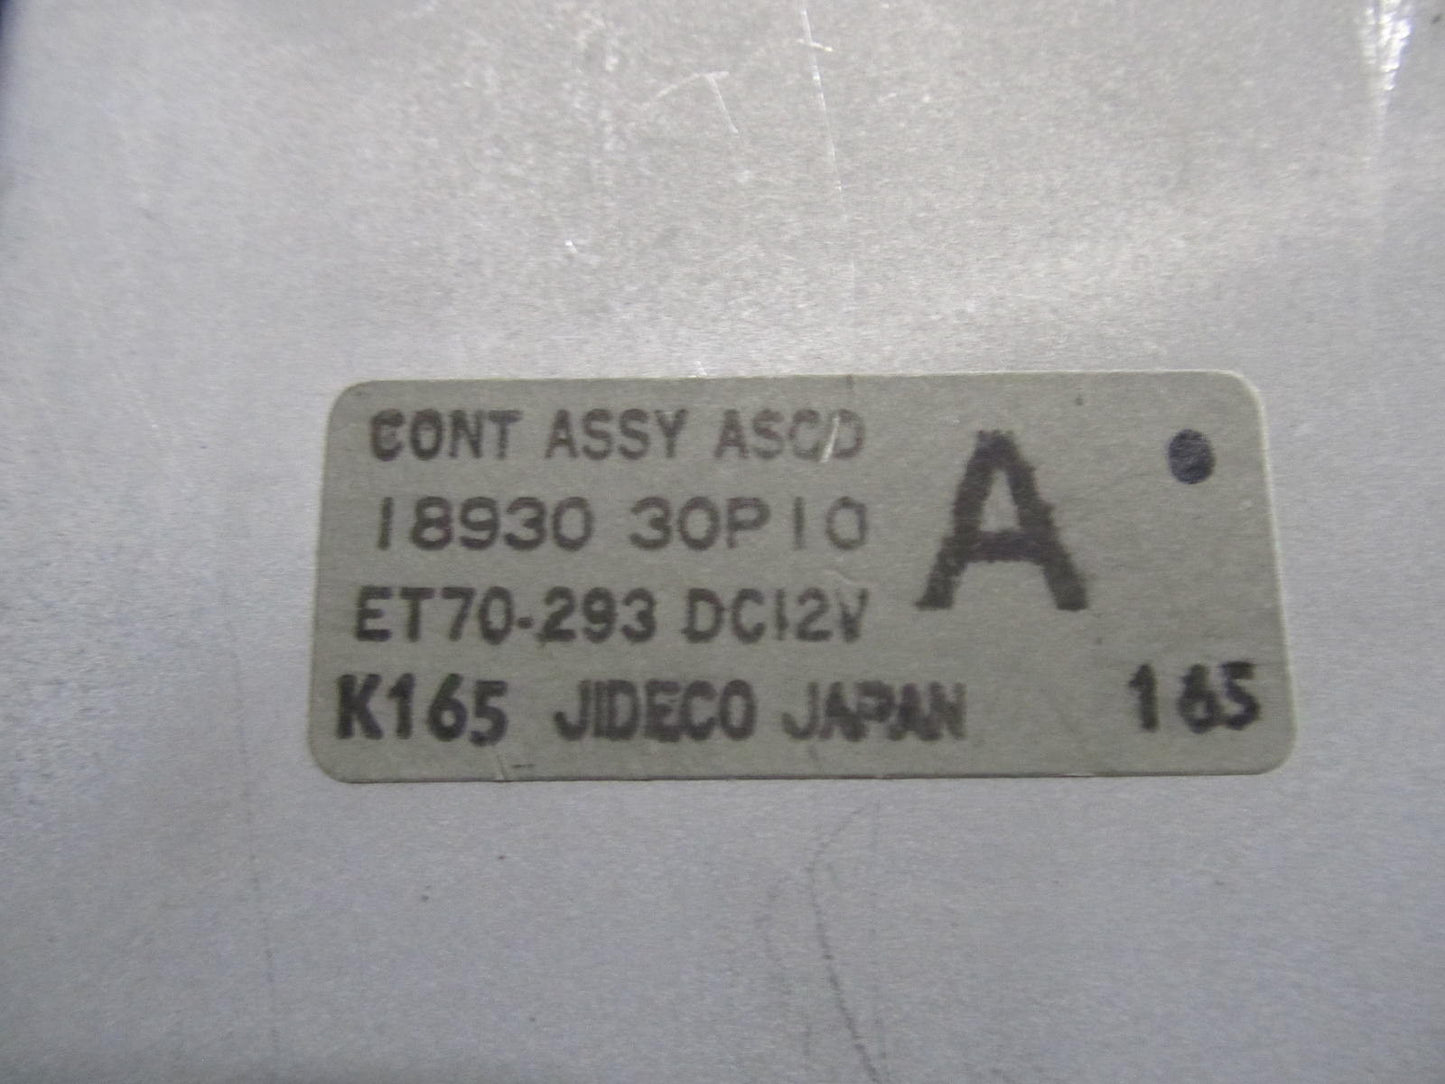 CONT ASSY ASCD
18930 30P10
A
ET70-293 DC12V
K165 JIDECO JAPAN 165